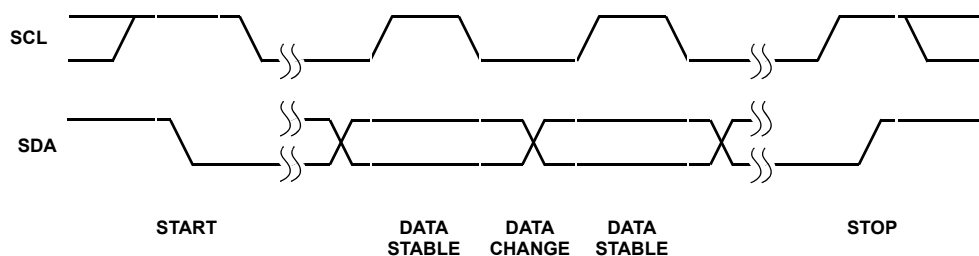 SCL
SDA
START
DATA
STABLE
DATA
CHANGE
DATA
STABLE
STOP